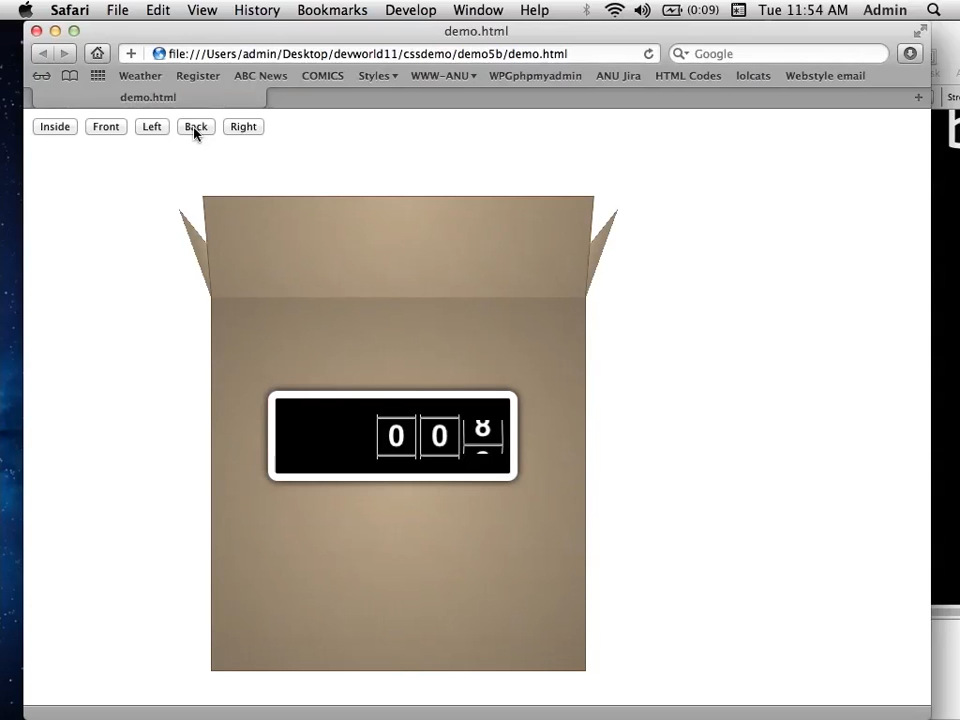 Safari File Edit View History Bookmarks Develop Window Help (0:09) Tue 11:54 AM Admin
demo.html
file:///Users/admin/Desktop/devworld11/cssdemo/demo5b/demo.html Google
Weather Register ABC News COMICS Styles WWW-ANU WPGphpmyadmin ANU Jira HTML Codes lolcats Webstyle email
demo.html
Inside Front Left Back Right
0 0 8